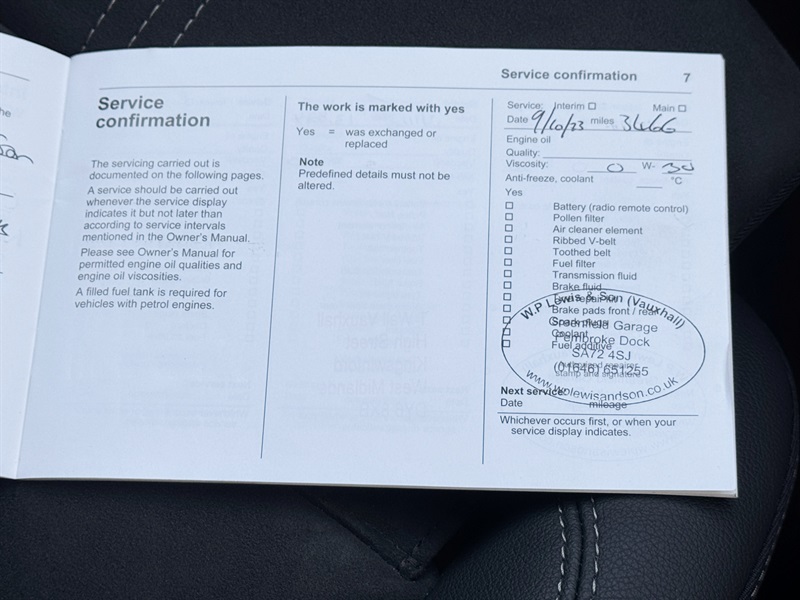 Service confirmation 7
Service
confirmation
The servicing carried out is
documented on the following pages.
A service should be carried out
whenever the service display
indicates it but not later than
according to service intervals
mentioned in the Owner's Manual.
Please see Owner's Manual for
permitted engine oil qualities and
engine oil viscosities.
A filled fuel tank is required for
vehicles with petrol engines.
The work is marked with yes
Yes = was exchanged or
replaced
Note
Predefined details must not be
altered.
Service: Interim Main
Date 9/10/23 miles 3466
Engine oil
Quality:
Viscosity: 0 W- 30
Anti-freeze, coolant °C
Yes
Battery (radio remote control)
Pollen filter
Air cleaner element
Ribbed V-belt
Toothed belt
Fuel filter
Transmission fluid
Brake fluid
Brake pads front / rear
Spark plugs
Coolant
Fuel additive
W.P Lewis & Son (Vauxhall)
Greenfield Garage
Pembroke Dock
SA72 4SJ
(01646) 651255
www.wplewisandson.co.uk
stamp and signature
Next service:
Date mileage
Whichever occurs first, or when your
service display indicates.